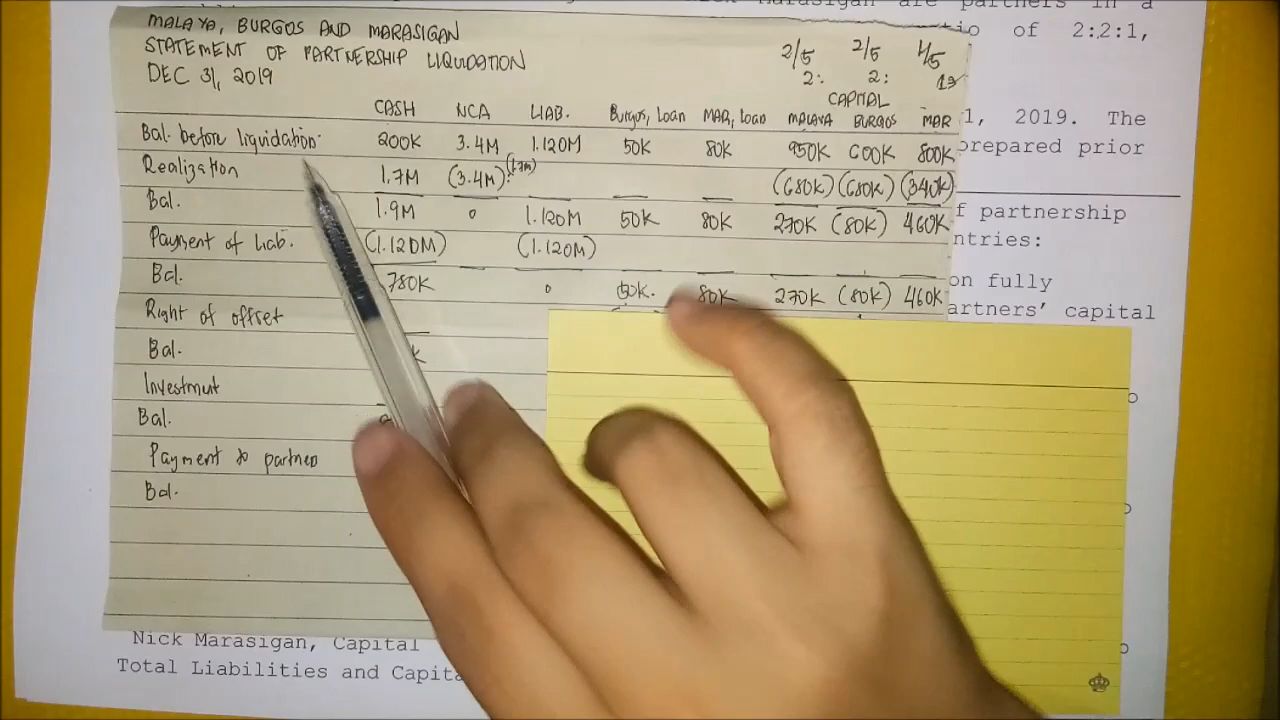 Marasigan are partners in a
MALAYA, BURGOS AND MARASIGAN
STATEMENT OF PARTNERSHIP LIQUIDATION
DEC 31, 2019
of 2:2:1,
2/5 2/5 1/5
2: 2:
CAPITAL
CASH NCA LIAB. Burgos, Loan MAR, loan MALAYA BURGOS MAR
1, 2019. The
Bal. before liquidation 200K 3.4M 1.120M 50K 80K 950K 600K 800K
prepared prior
Realization 1.7M (3.4M) (1.7M) (680K) (680K) (340K)
Bal. 1.9M 0 1.120M 50K 80K 270K (80K) 460K
f partnership
ntries:
Payment of Liab. (1.120M) (1.120M)
Bal. 780K 0 50K. 80K 270K (80K) 460K
on fully
artners' capital
Right of offset
Bal. K
Investment
Bal.
Payment to partner
Bal.
Nick Marasigan, Capital
Total Liabilities and Capita